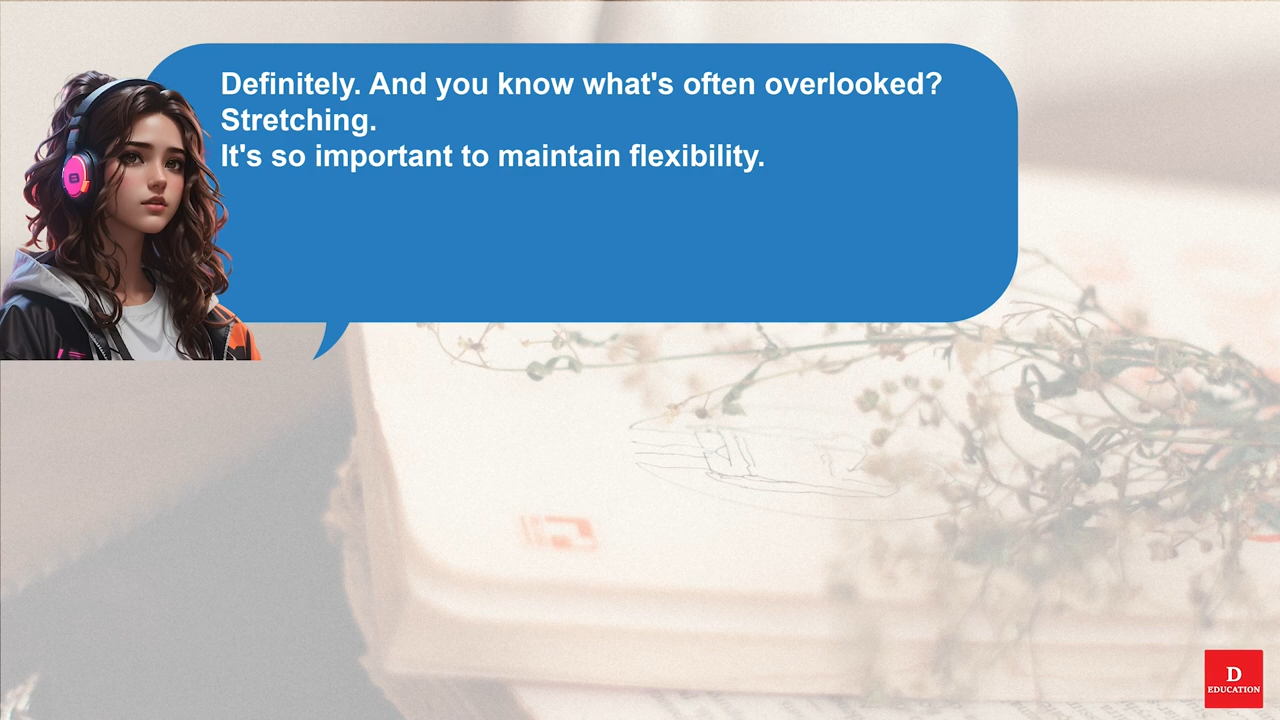 Definitely. And you know what's often overlooked?
Stretching.
It's so important to maintain flexibility.
D
EDUCATION